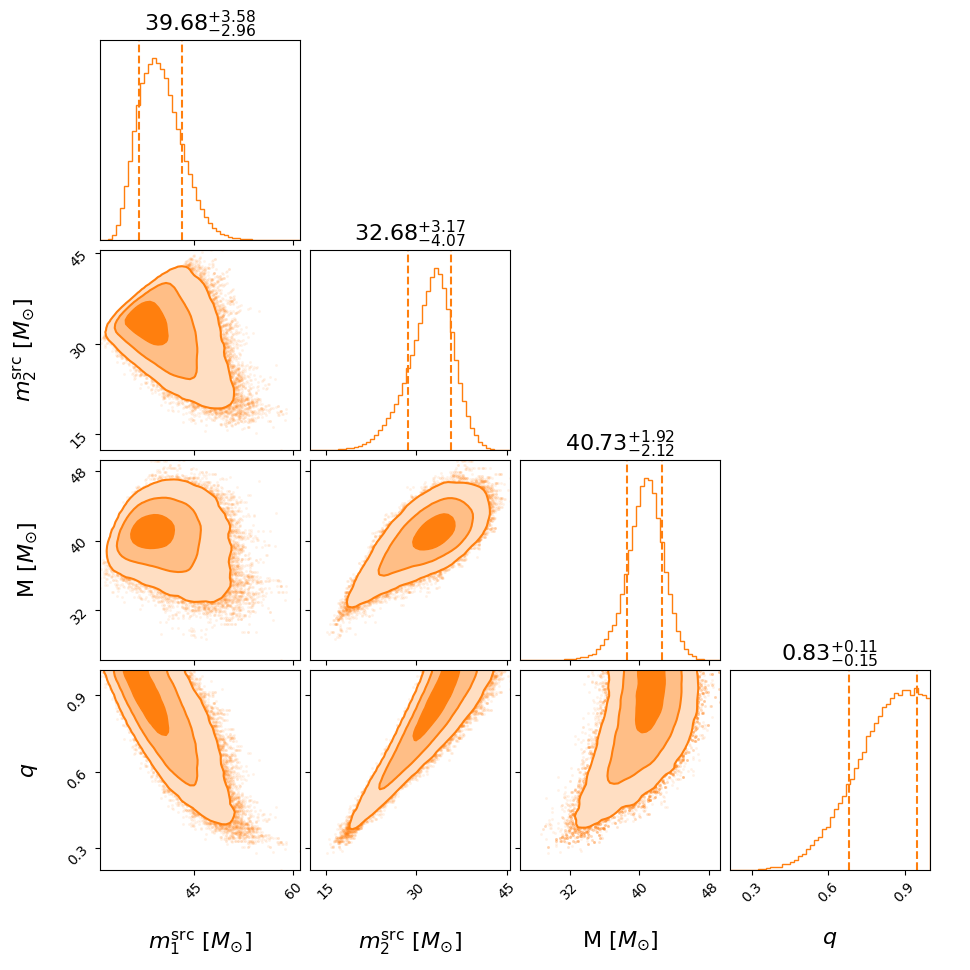 39.68^{+3.58}_{-2.96}
32.68^{+3.17}_{-4.07}
45
30
15
m_2^{src} [M_☉]
40.73^{+1.92}_{-2.12}
48
40
32
M [M_☉]
0.83^{+0.11}_{-0.15}
0.9
0.6
0.3
q
45 60
15 30 45
32 40 48
0.3 0.6 0.9
m_1^{src} [M_☉] m_2^{src} [M_☉] M [M_☉] q